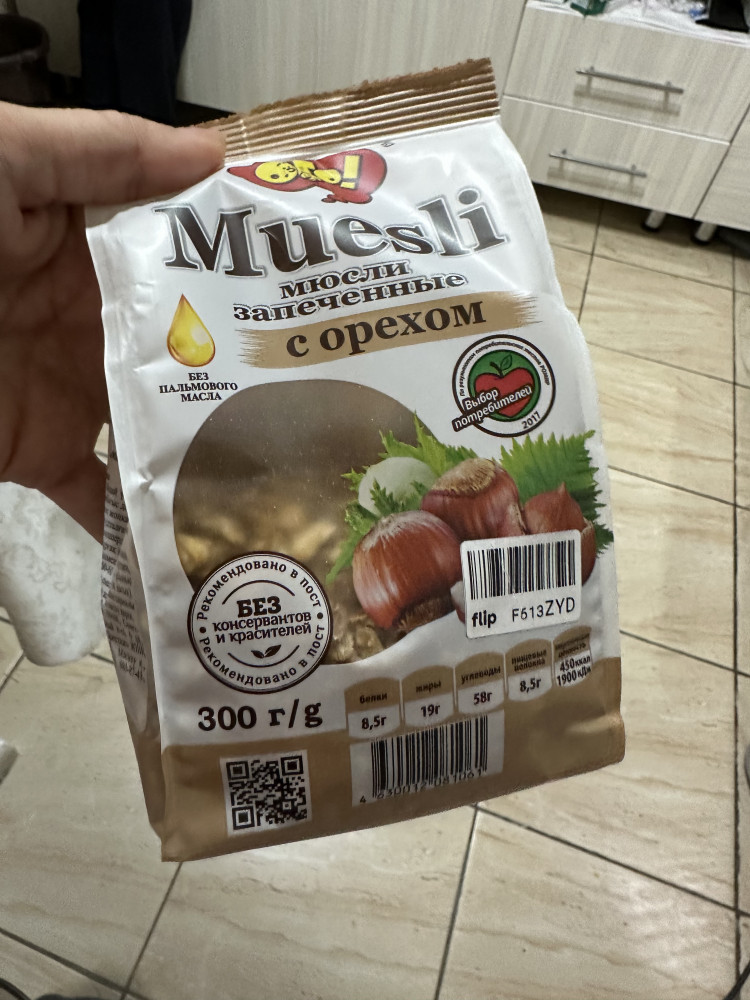 Muesli
мюсли
запеченные
с орехом
БЕЗ
ПАЛЬМОВОГО
МАСЛА
Выбор
потребителей
2017
Рекомендовано в пост
БЕЗ
консервантов
и красителей
Рекомендовано в пост
flip F613ZYD
300 г/g
белки
8,5г
жиры
19г
углеводы
58г
пищевые
волокна
8,5г
450ккал
1900кДж